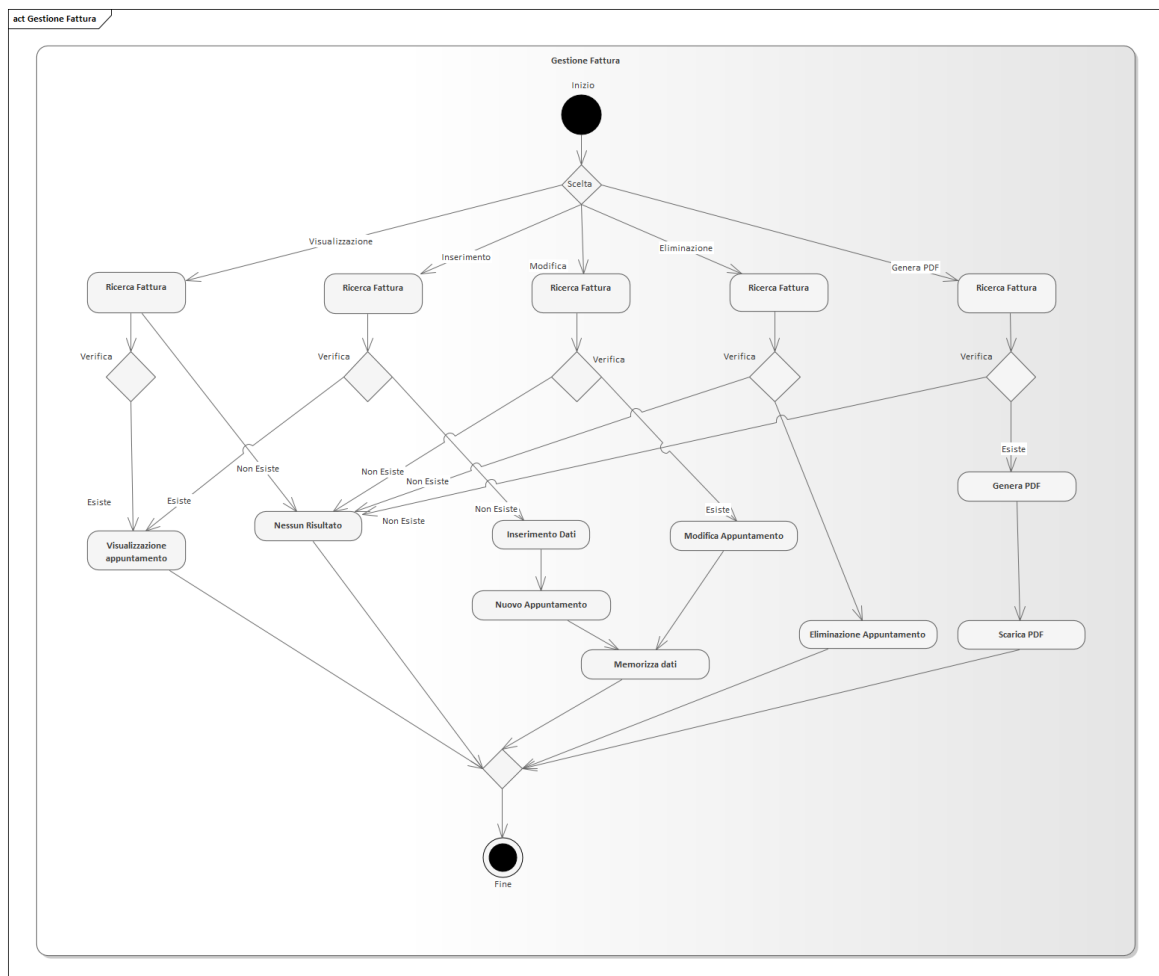 act Gestione Fattura
Gestione Fattura
Inizio
Scelta
Visualizzazione
Inserimento
Modifica
Eliminazione
Genera PDF
Ricerca Fattura
Ricerca Fattura
Ricerca Fattura
Ricerca Fattura
Ricerca Fattura
Verifica
Verifica
Verifica
Verifica
Verifica
Esiste
Non Esiste
Non Esiste
Non Esiste
Genera PDF
Esiste
Esiste
Non Esiste
Non Esiste
Esiste
Nessun Risultato
Inserimento Dati
Modifica Appuntamento
Visualizzazione
appuntamento
Nuovo Appuntamento
Eliminazione Appuntamento
Scarica PDF
Memorizza dati
Fine